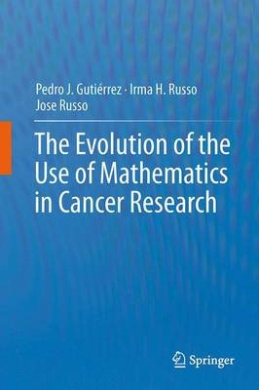 Pedro J. Gutiérrez · Irma H. Russo
Jose Russo
The Evolution of the
Use of Mathematics
in Cancer Research
Springer